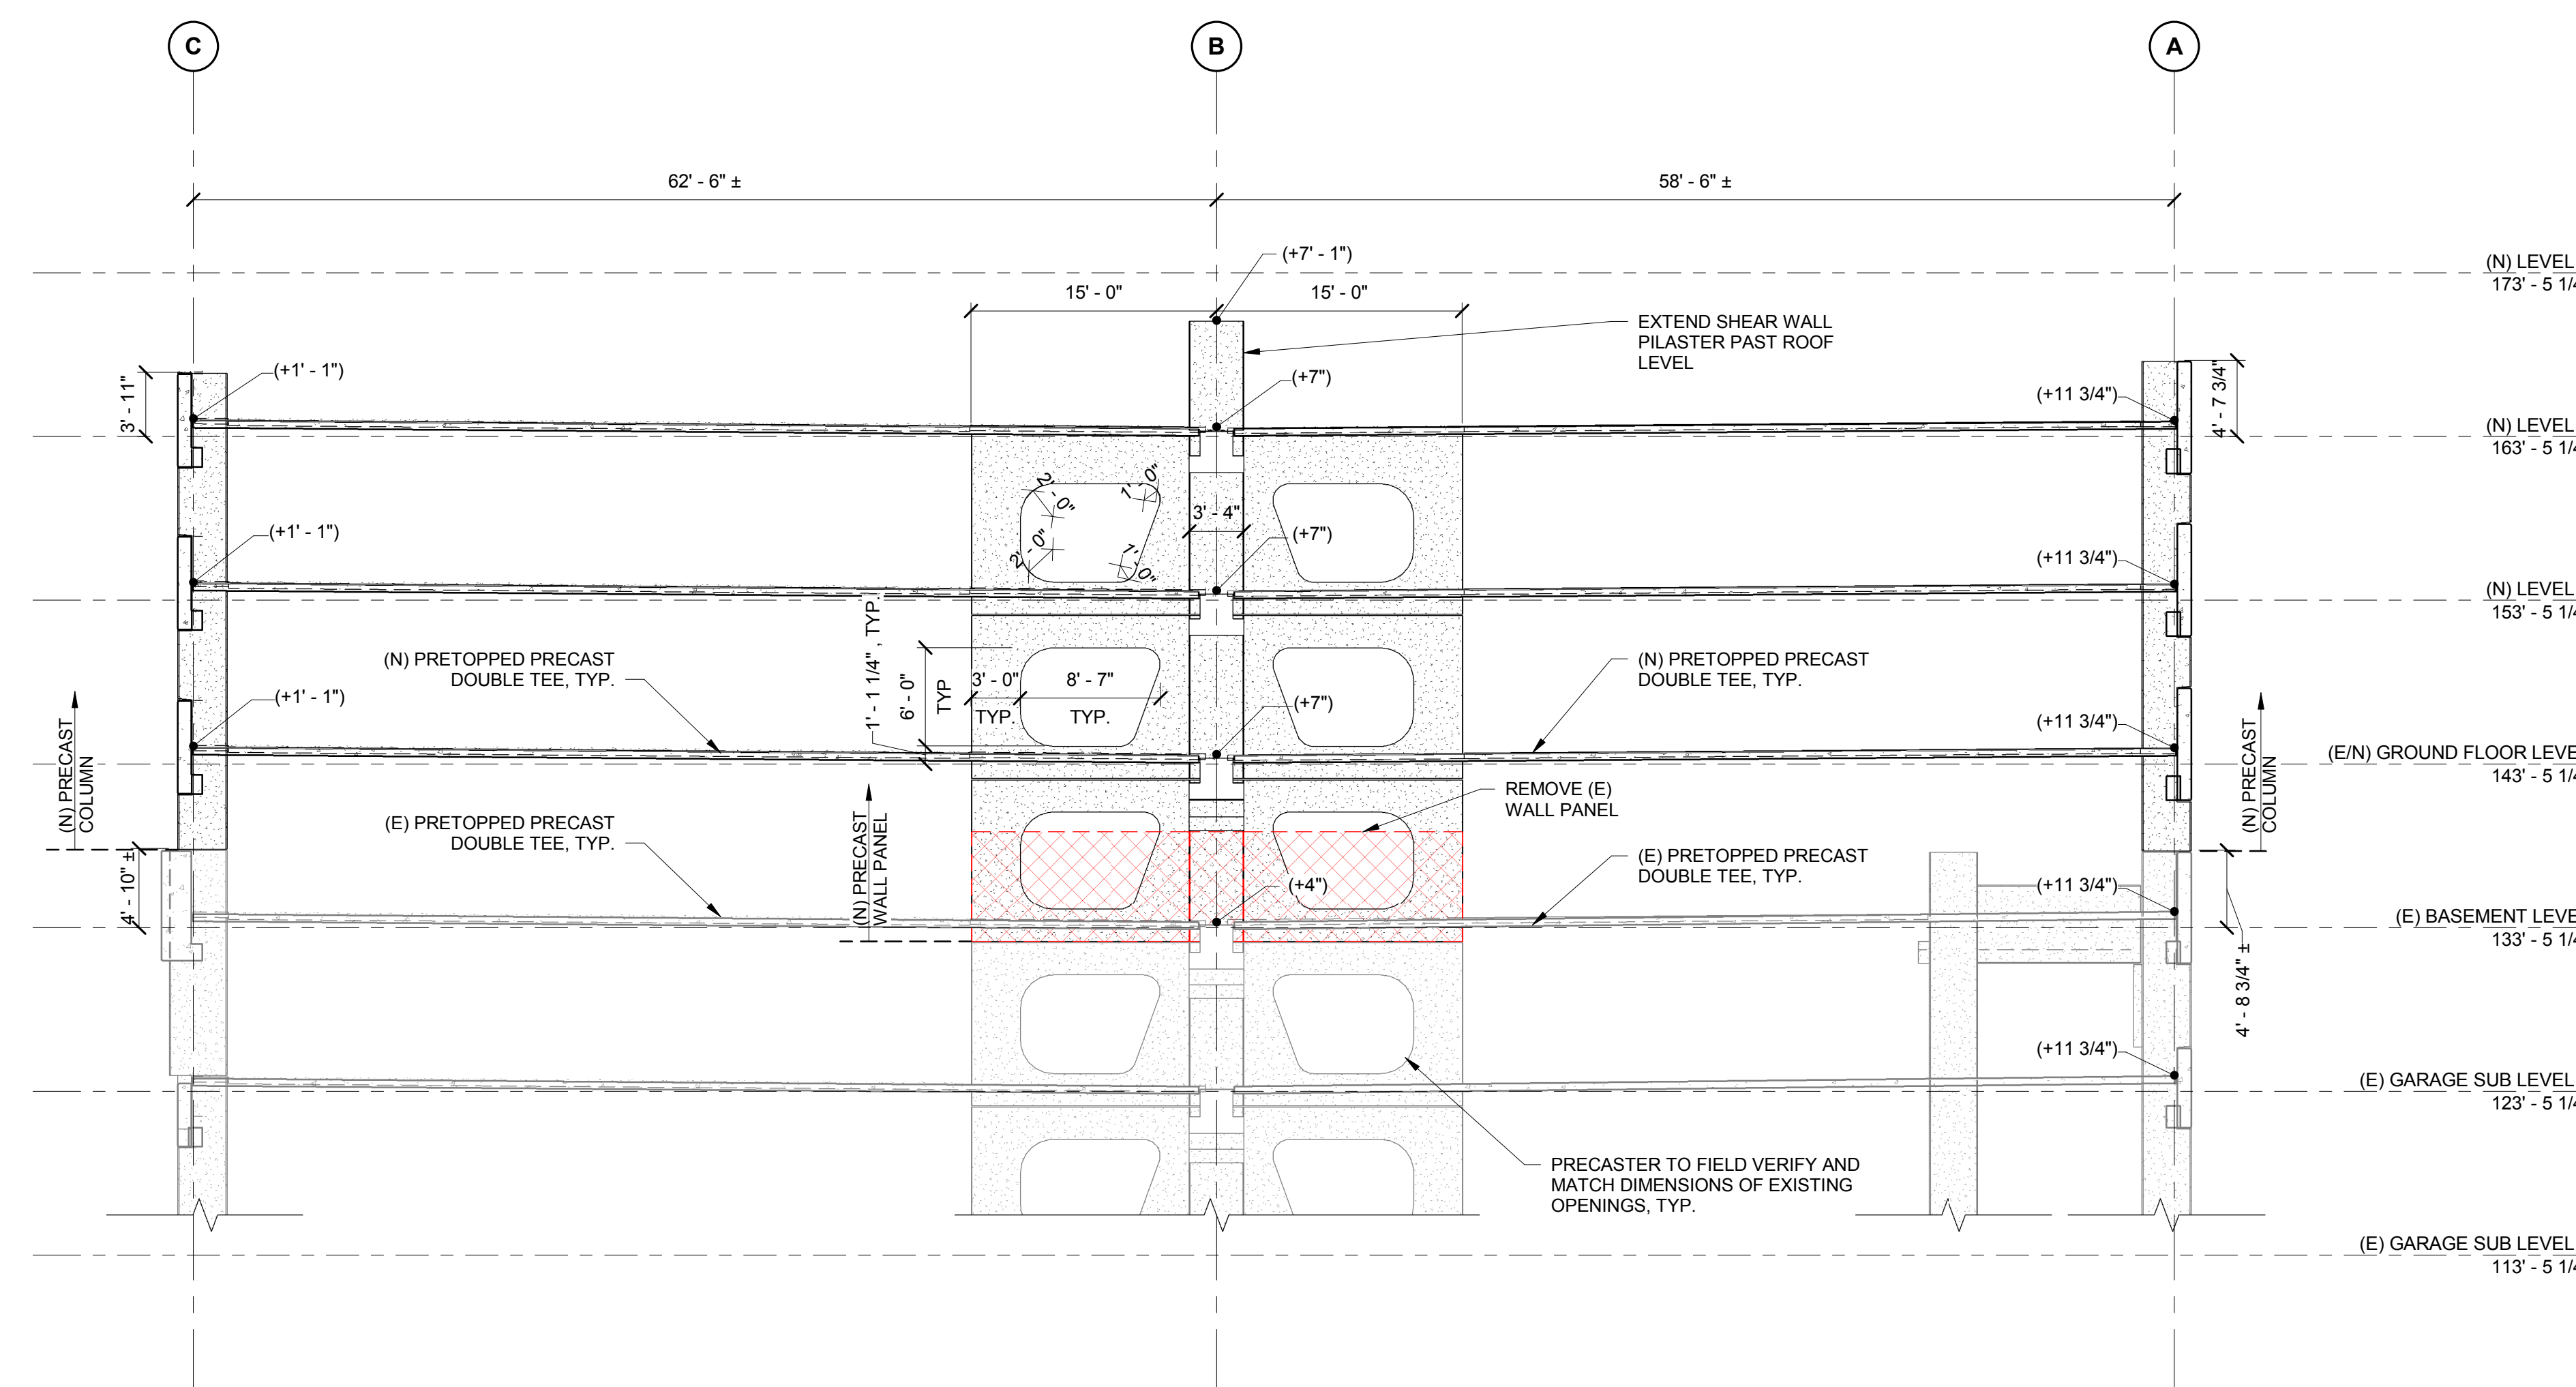 C
B
A
62' - 6" ±
58' - 6" ±
(+7' - 1")
(N) LEVEL
173' - 5 1/4
15' - 0"
15' - 0"
EXTEND SHEAR WALL
PILASTER PAST ROOF
LEVEL
3' - 11"
(+1' - 1")
(+7")
(+11 3/4")
4' - 7 3/4"
(N) LEVEL
163' - 5 1/4
2' - 0"
1' - 0"
2' - 0"
1' - 0"
3' - 4"
(+1' - 1")
(+7")
(+11 3/4")
(N) LEVEL
153' - 5 1/4
1' - 1 1/4" , TYP.
6' - 0"
TYP
3' - 0"
TYP.
8' - 7"
TYP.
(N) PRETOPPED PRECAST
DOUBLE TEE, TYP.
(N) PRETOPPED PRECAST
DOUBLE TEE, TYP.
(+1' - 1")
(+7")
(+11 3/4")
(N) PRECAST
COLUMN
(N) PRECAST
COLUMN
(E/N) GROUND FLOOR LEVE
143' - 5 1/4
REMOVE (E)
WALL PANEL
(E) PRETOPPED PRECAST
DOUBLE TEE, TYP.
(N) PRECAST
WALL PANEL
(E) PRETOPPED PRECAST
DOUBLE TEE, TYP.
4' - 10" ±
(+4")
(+11 3/4")
4' - 8 3/4" ±
(E) BASEMENT LEVE
133' - 5 1/4
(+11 3/4")
(E) GARAGE SUB LEVEL
123' - 5 1/4
PRECASTER TO FIELD VERIFY AND
MATCH DIMENSIONS OF EXISTING
OPENINGS, TYP.
(E) GARAGE SUB LEVEL
113' - 5 1/4